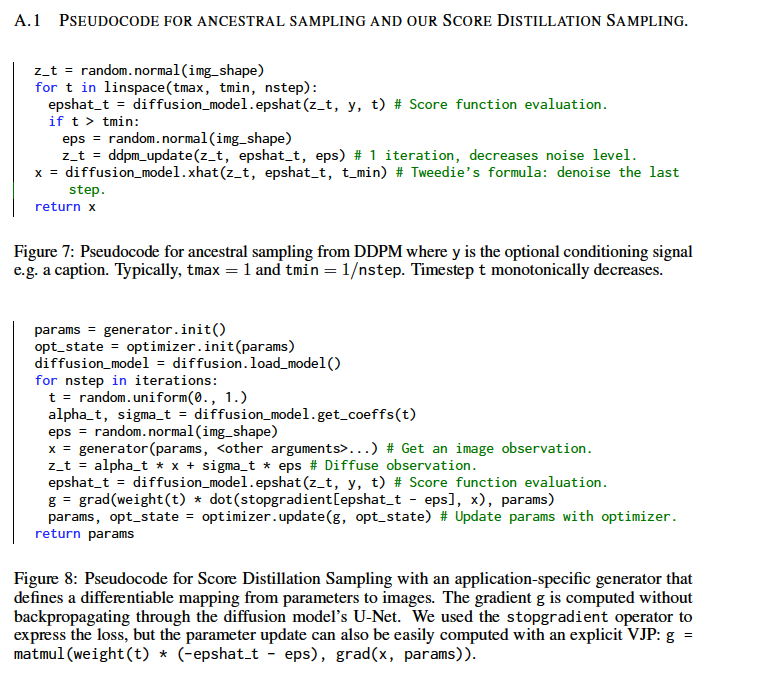 A.1 PSEUDOCODE FOR ANCESTRAL SAMPLING AND OUR SCORE DISTILLATION SAMPLING.
z_t = random.normal(img_shape)
for t in linspace(tmax, tmin, nstep):
epshat_t = diffusion_model.epshat(z_t, y, t) # Score function evaluation.
if t > tmin:
eps = random.normal(img_shape)
z_t = ddpm_update(z_t, epshat_t, eps) # 1 iteration, decreases noise level.
x = diffusion_model.xhat(z_t, epshat_t, t_min) # Tweedie's formula: denoise the last
step.
return x
Figure 7: Pseudocode for ancestral sampling from DDPM where y is the optional conditioning signal
e.g. a caption. Typically, tmax = 1 and tmin = 1/nstep. Timestep t monotonically decreases.
params = generator.init()
opt_state = optimizer.init(params)
diffusion_model = diffusion.load_model()
for nstep in iterations:
t = random.uniform(0., 1.)
alpha_t, sigma_t = diffusion_model.get_coeffs(t)
eps = random.normal(img_shape)
x = generator(params, <other arguments>...) # Get an image observation.
z_t = alpha_t * x + sigma_t * eps # Diffuse observation.
epshat_t = diffusion_model.epshat(z_t, y, t) # Score function evaluation.
g = grad(weight(t) * dot(stopgradient[epshat_t - eps], x), params)
params, opt_state = optimizer.update(g, opt_state) # Update params with optimizer.
return params
Figure 8: Pseudocode for Score Distillation Sampling with an application-specific generator that
defines a differentiable mapping from parameters to images. The gradient g is computed without
backpropagating through the diffusion model's U-Net. We used the stopgradient operator to
express the loss, but the parameter update can also be easily computed with an explicit VJP: g =
matmul(weight(t) * (-epshat_t - eps), grad(x, params)).